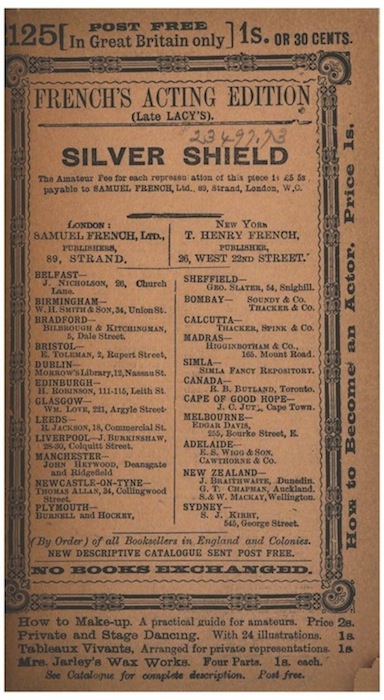 125 [ POST FREE
In Great Britain only ] 1s. OR 30 CENTS.
FRENCH'S ACTING EDITION
(Late LACY'S).
23497.73
SILVER SHIELD
The Amateur Fee for each representation of this piece is £5 5s
payable to SAMUEL FRENCH, Ltd., 89, Strand, London, W.C.
LONDON:
SAMUEL FRENCH, LTD.,
PUBLISHERS,
89, STRAND.
NEW YORK
T. HENRY FRENCH,
PUBLISHER,
26, WEST 22ND STREET.
BELFAST—
J. NICHOLSON, 26, Church
Lane.
BIRMINGHAM—
W. H. SMITH & SON, 34, Union St.
BRADFORD—
BILBROUGH & KITCHINGMAN,
5, Dale Street.
BRISTOL—
E. TOLEMAN, 2, Rupert Street,
DUBLIN—
MORROW'S Library, 12, Nassau St.
EDINBURGH—
H. ROBINSON, 111-115, Leith St.
GLASGOW—
WM. LOVE, 221, Argyle Street
LEEDS—
R. JACKSON, 18, Commercial St.
LIVERPOOL—J. BURKINSHAW,
28-30, Colquitt Street.
MANCHESTER—
JOHN HEYWOOD, Deansgate
and Ridgefield
NEWCASTLE-ON-TYNE—
THOMAS ALLAN, 34, Collingwood
Street.
PLYMOUTH—
BURNELL and HOCKEY,
SHEFFIELD—
GEO. SLATER, 54, Snighill.
BOMBAY— SOUNDY & CO.
THACKER & CO.
CALCUTTA—
THACKER, SPINK & CO.
MADRAS—
HIGGINBOTHAM & CO.,
165, Mount Road.
SIMLA—
SIMLA FANCY REPOSITORY.
CANADA—
R. B. BUTLAND, Toronto.
CAPE OF GOOD HOPE—
J. C. JUTA, Cape Town.
MELBOURNE—
EDGAR DAVIS,
255, Bourke Street, E.
ADELAIDE—
E. S. WIGG & SON,
CAWTHORNE & CO.
NEW ZEALAND—
J. BRAITHWAITE, Dunedin.
G. T. CHAPMAN, Auckland.
S. & W. MACKAY, Wellington.
SYDNEY—
S. J. KIRBY,
545, George Street.
(By Order) of all Booksellers in England and Colonies.
NEW DESCRIPTIVE CATALOGUE SENT POST FREE.
NO BOOKS EXCHANGED.
How to Become an Actor. Price 1s.
How to Make-up. A practical guide for amateurs. Price 2s.
Private and Stage Dancing. With 24 illustrations. 1s
Tableaux Vivants, Arranged for private representations. 1s
Mrs. Jarley's Wax Works. Four Parts. 1s. each.
See Catalogue for complete description. Post free.